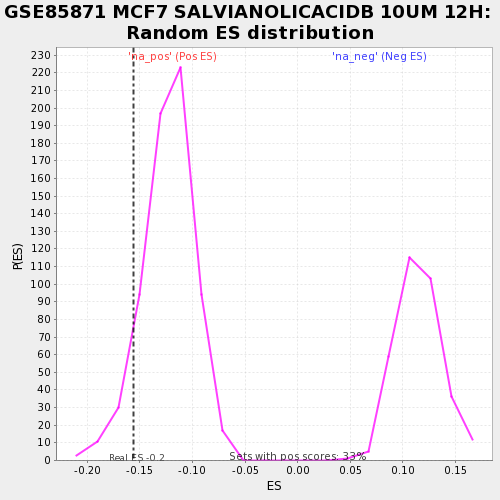 GSE85871 MCF7 SALVIANOLICACIDB 10UM 12H:
Random ES distribution
'na_pos' (Pos ES)
'na_neg' (Neg ES)
230
220
210
200
190
180
170
160
150
140
130
120
110
100
90
80
70
60
50
40
30
20
10
0
P(ES)
Real ES -0.2
Sets with pos scores: 33%
-0.20 -0.15 -0.10 -0.05 0.00 0.05 0.10 0.15
ES